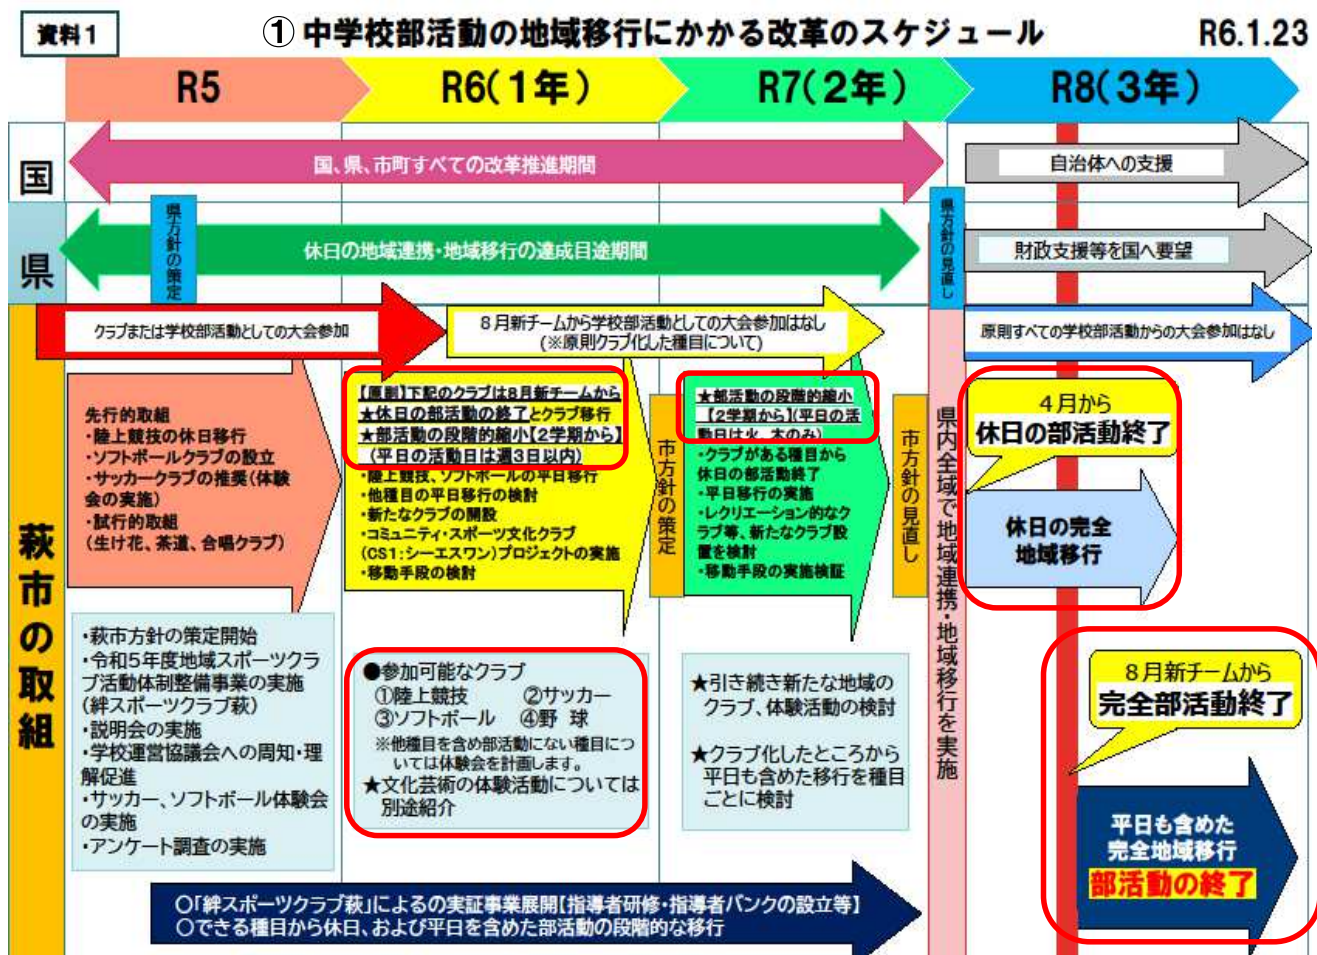 資料1
①中学校部活動の地域移行にかかる改革のスケジュール
R6.1.23
R5
R6(1年)
R7(2年)
R8(3年)
国
国、県、市町すべての改革推進期間
自治体への支援
県
県方針の策定
休日の地域連携・地域移行の達成目途期間
県方針の見直し
財政支援等を国へ要望
萩市の取組
クラブまたは学校部活動としての大会参加
8月新チームから学校部活動としての大会参加はなし
(※原則クラブ化した種目について)
原則すべての学校部活動からの大会参加はなし
先行的取組
・陸上競技の休日移行
・ソフトボールクラブの設立
・サッカークラブの推奨(体験
会の実施)
・試行的取組
(生け花、茶道、合唱クラブ)
【原則】下記のクラブは8月新チームから
★休日の部活動の終了とクラブ移行
★部活動の段階的縮小【2学期から】
(平日の活動日は週3日以内)
・陸上競技、ソフトボールの平日移行
・他種目の平日移行の検討
・新たなクラブの開設
・コミュニティ・スポーツ文化クラブ
(CS1:シーエスワン)プロジェクトの実施
・移動手段の検討
市方針の策定
★部活動の段階的縮小
【2学期から】(平日の活
動日は火、木のみ)
・クラブがある種目から
休日の部活動終了
・平日移行の実施
・レクリエーション的なク
ラブ等、新たなクラブ設
置を検討
・移動手段の実施検証
市方針の見直し
県内全域で地域連携・地域移行を実施
4月から
休日の部活動終了
休日の完全
地域移行
・萩市方針の策定開始
・令和5年度地域スポーツクラ
ブ活動体制整備事業の実施
(絆スポーツクラブ萩)
・説明会の実施
・学校運営協議会への周知・理
解促進
・サッカー、ソフトボール体験会
の実施
・アンケート調査の実施
●参加可能なクラブ
①陸上競技 ②サッカー
③ソフトボール ④野 球
※他種目を含め部活動にない種目につ
いては体験会を計画します。
★文化芸術の体験活動については
別途紹介
★引き続き新たな地域の
クラブ、体験活動の検討
★クラブ化したところから
平日も含めた移行を種目
ごとに検討
8月新チームから
完全部活動終了
平日も含めた
完全地域移行
部活動の終了
○「絆スポーツクラブ萩」によるの実証事業展開【指導者研修・指導者バンクの設立等】
○できる種目から休日、および平日を含めた部活動の段階的な移行